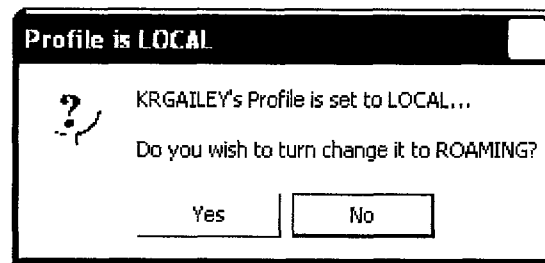 Profile is LOCAL
KRGAILEY's Profile is set to LOCAL...
Do you wish to turn change it to ROAMING?
Yes No